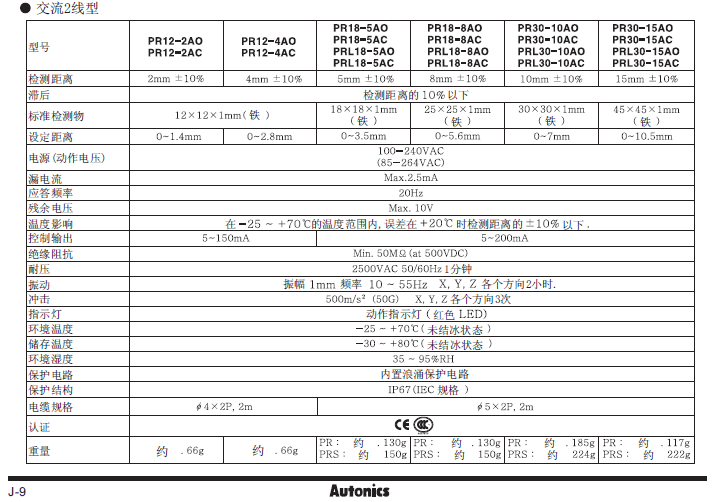 ● 交流2线型
型号
PR12-2AO
PR12-2AC
PR12-4AO
PR12-4AC
PR18-5AO
PR18-5AC
PRL18-5AO
PRL18-5AC
PR18-8AO
PR18-8AC
PRL18-8AO
PRL18-8AC
PR30-10AO
PR30-10AC
PRL30-10AO
PRL30-10AC
PR30-15AO
PR30-15AC
PRL30-15AO
PRL30-15AC
检测距离 2mm ±10% 4mm ±10% 5mm ±10% 8mm ±10% 10mm ±10% 15mm ±10%
滞后 检测距离的10%以下
标准检测物 12×12×1mm(铁 )
18×18×1mm
(铁 )
25×25×1mm
(铁 )
30×30×1mm
(铁 )
45×45×1mm
(铁 )
设定距离 0~1.4mm 0~2.8mm 0~3.5mm 0~5.6mm 0~7mm 0~10.5mm
电源(动作电压)
100-240VAC
(85-264VAC)
漏电流 Max.2.5mA
应答频率 20Hz
残余电压 Max. 10V
温度影响 在 -25 ~ +70℃的温度范围内,误差在+20℃ 时检测距离的±10%以下.
控制输出 5~150mA 5~200mA
绝缘阻抗 Min. 50MΩ(at 500VDC)
耐压 2500VAC 50/60Hz 1分钟
振动 振幅 1mm 频率 10 ~ 55Hz X, Y, Z 各个方向2小时.
冲击 500m/s² (50G) X, Y, Z 各个方向3次
指示灯 动作指示灯 ( 红色 LED)
环境温度 -25 ~ +70℃( 未结冰状态 )
储存温度 -30 ~ +80℃( 未结冰状态 )
环境湿度 35 ~ 95%RH
保护电路 内置浪涌保护电路
保护结构 IP67(IEC 规格 )
电缆规格 φ4×2P, 2m φ5×2P, 2m
认证 CE CCC
重量 约 . 66g 约 . 66g
PR : 约 .130g
PRS : 约 150g
PR : 约 .130g
PRS : 约 150g
PR : 约 .185g
PRS : 约 224g
PR : 约 .117g
PRS : 约 222g
J-9 Autonics